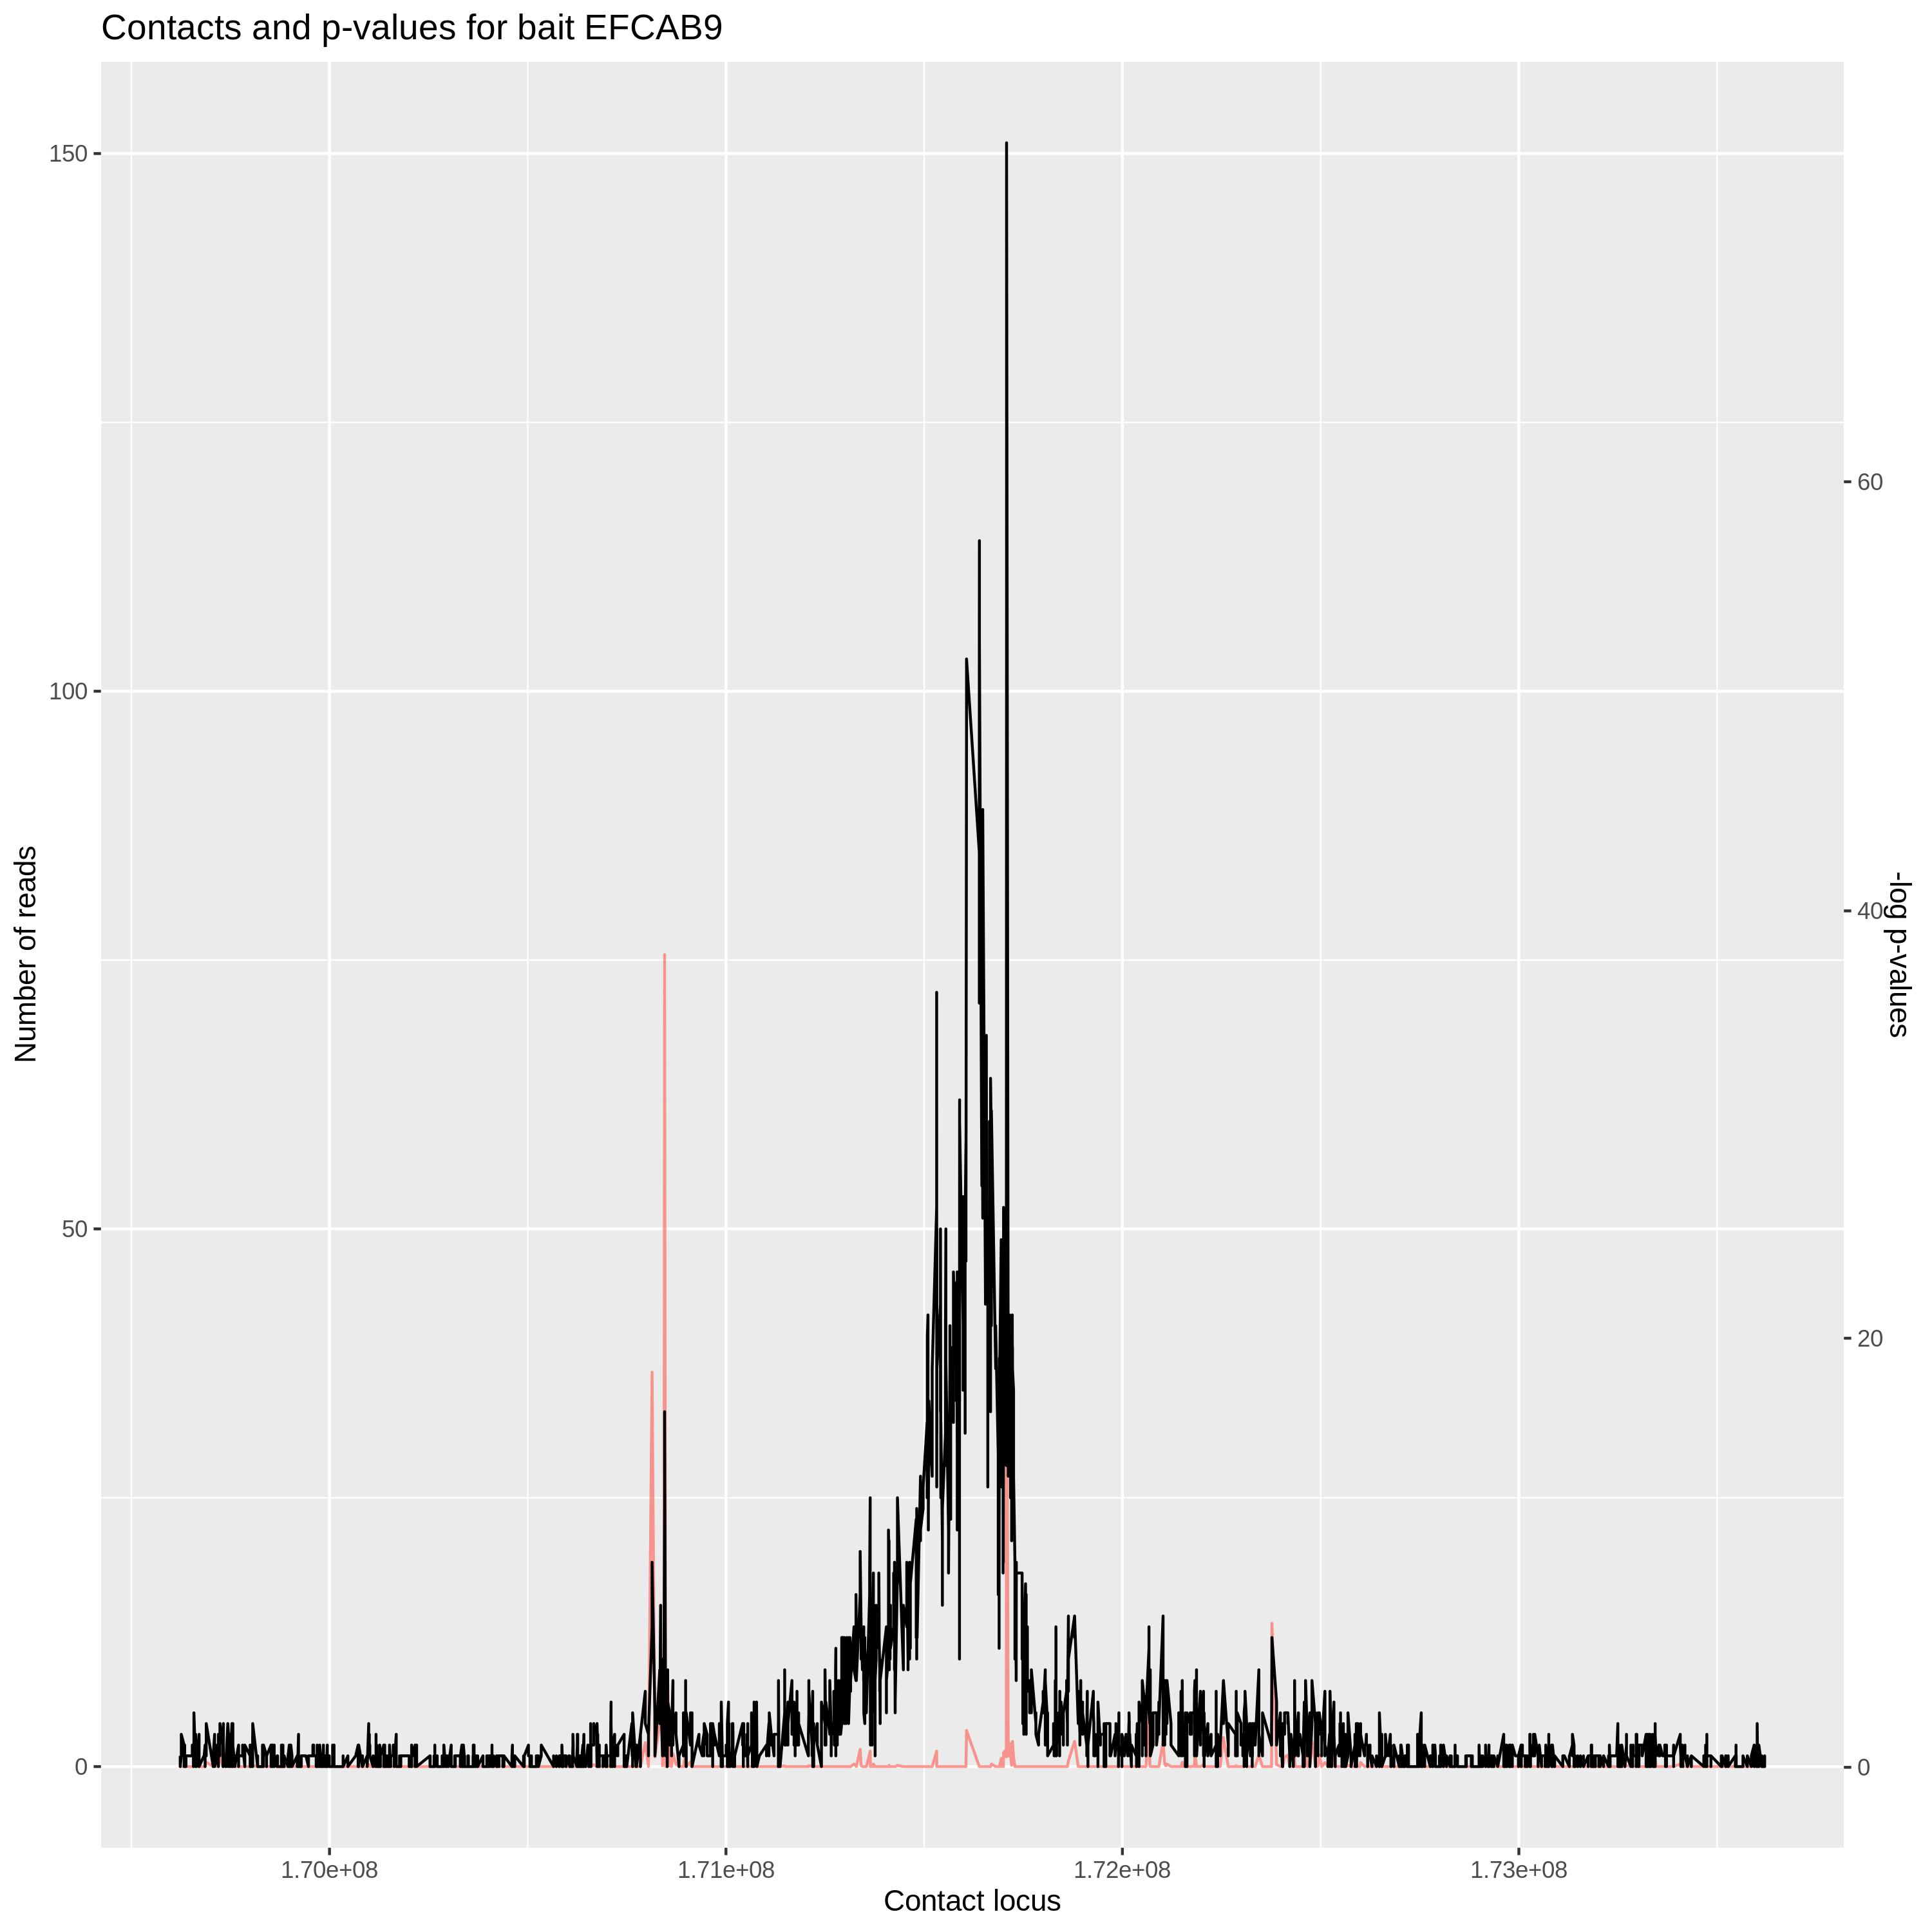 Contacts and p-values for bait EFCAB9
150
100
50
0
Number of reads
60
40
20
0
-log p-values
1.70e+08
1.71e+08
1.72e+08
1.73e+08
Contact locus